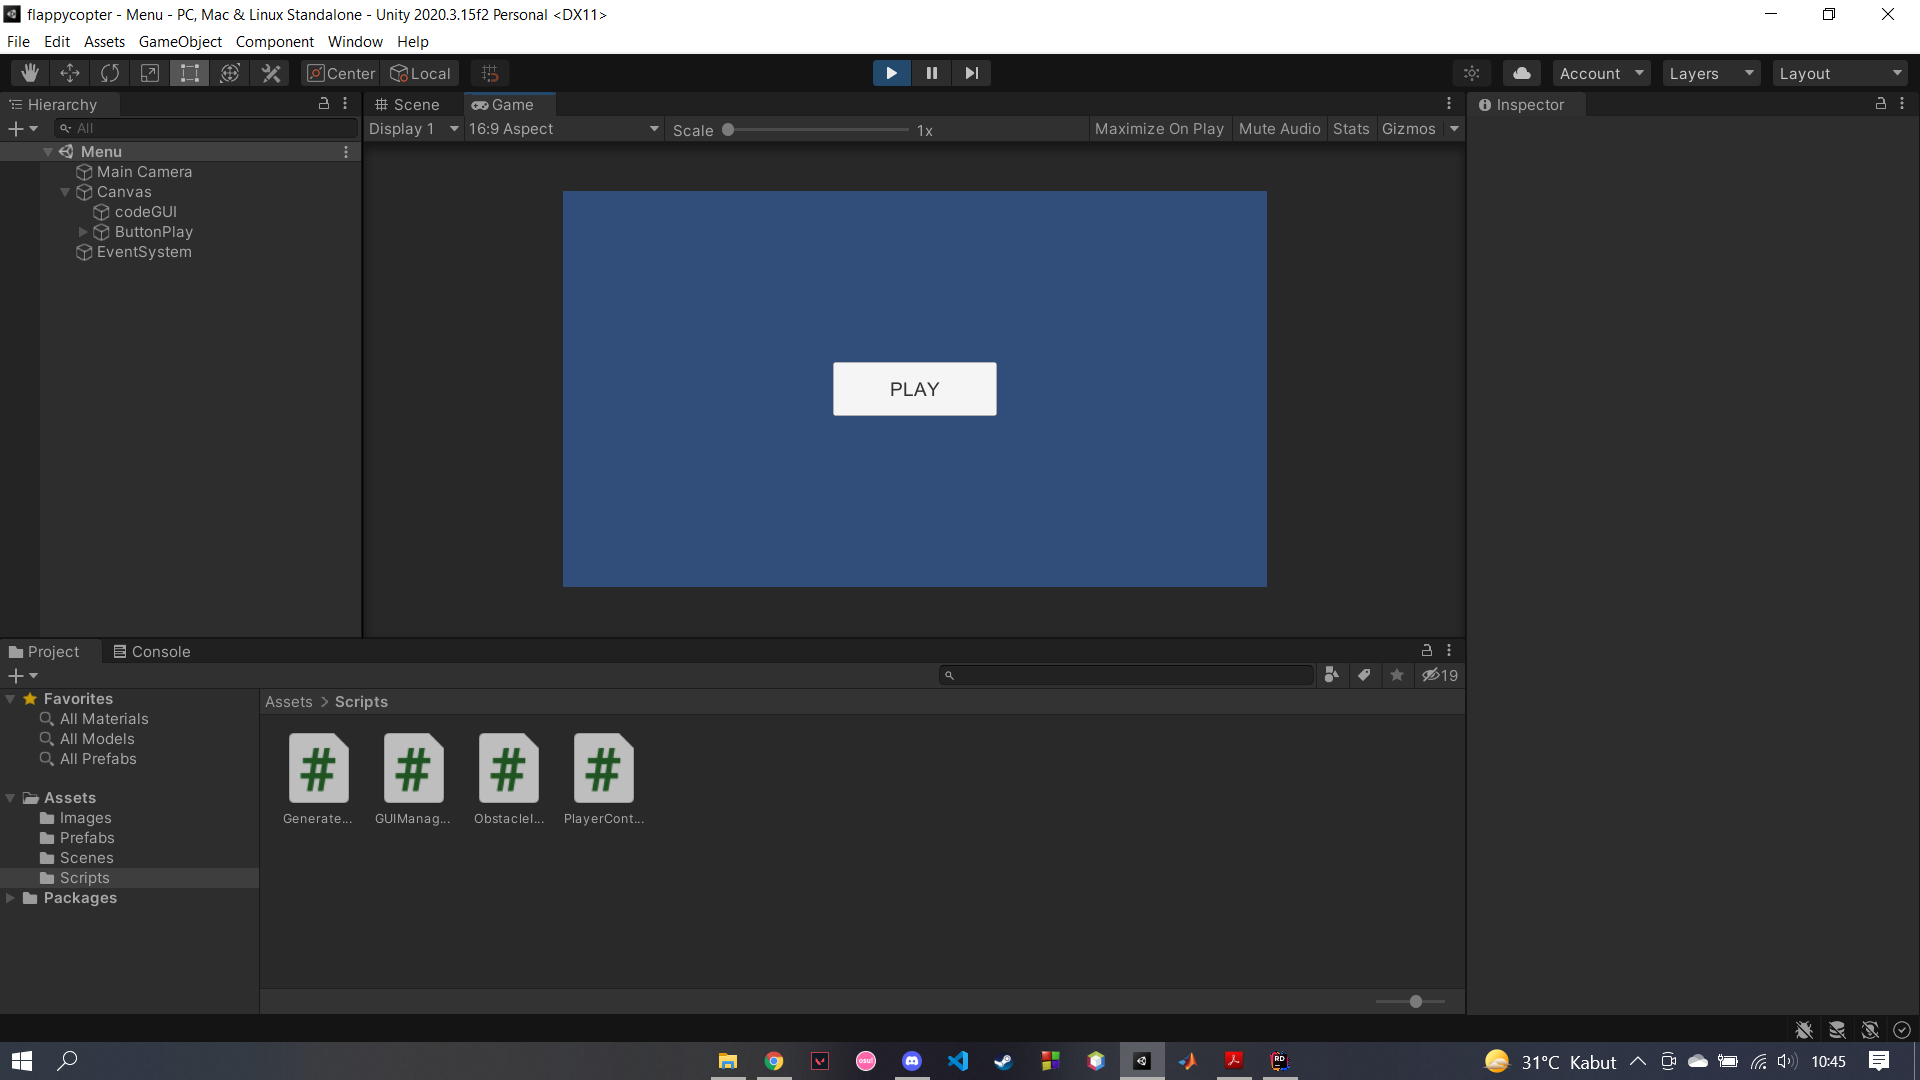 flappycopter - Menu - PC, Mac & Linux Standalone - Unity 2020.3.15f2 Personal <DX11>
File Edit Assets GameObject Component Window Help
Center Local Account Layers Layout
Hierarchy
All
Menu
Main Camera
Canvas
codeGUI
ButtonPlay
EventSystem
Scene Game
Display 1 16:9 Aspect Scale 1x Maximize On Play Mute Audio Stats Gizmos
PLAY
Inspector
Project Console
19
Favorites
All Materials
All Models
All Prefabs
Assets
Images
Prefabs
Scenes
Scripts
Packages
Assets > Scripts
Generate... GUIManag... ObstacleI... PlayerCont...
31°C Kabut 10:45